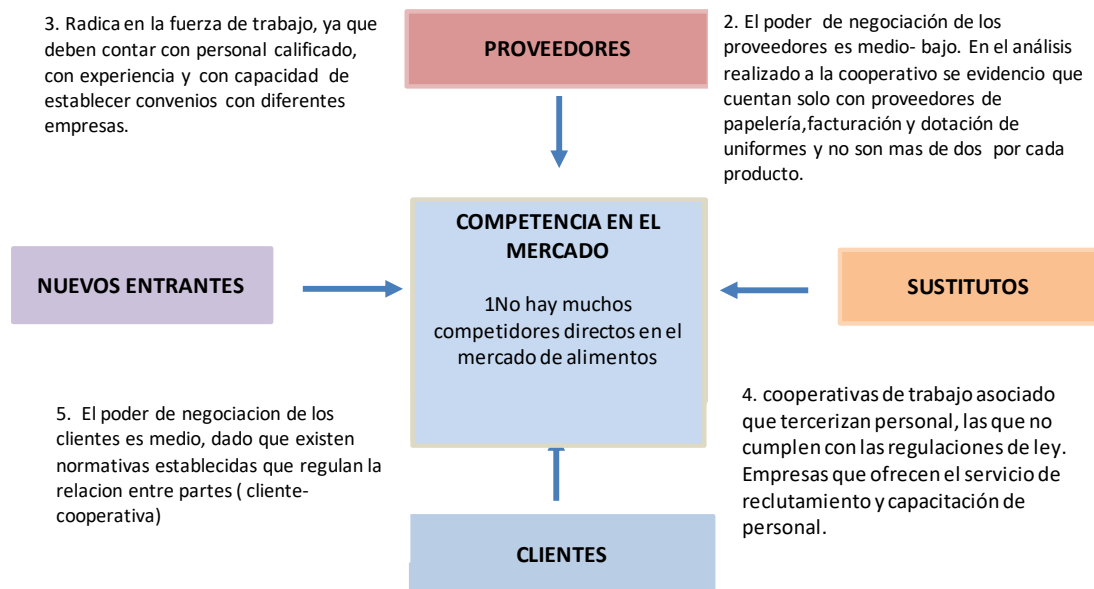 3. Radica en la fuerza de trabajo, ya que
deben contar con personal calificado,
con experiencia y con capacidad de
establecer convenios con diferentes
empresas.
PROVEEDORES
2. El poder de negociación de los
proveedores es medio- bajo. En el análisis
realizado a la cooperativo se evidencio que
cuentan solo con proveedores de
papelería,facturación y dotación de
uniformes y no son mas de dos por cada
producto.
NUEVOS ENTRANTES
COMPETENCIA EN EL
MERCADO
1No hay muchos
competidores directos en el
mercado de alimentos
SUSTITUTOS
5. El poder de negociacion de los
clientes es medio, dado que existen
normativas establecidas que regulan la
relacion entre partes ( cliente-
cooperativa)
4. cooperativas de trabajo asociado
que tercerizan personal, las que no
cumplen con las regulaciones de ley.
Empresas que ofrecen el servicio de
reclutamiento y capacitación de
personal.
CLIENTES